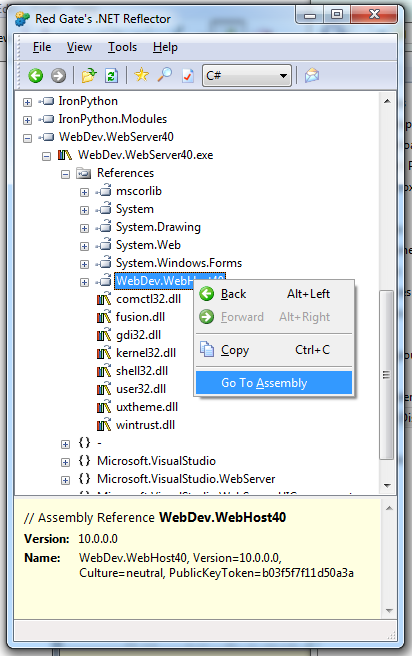 Red Gate's .NET Reflector
File View Tools Help
C#
IronPython
IronPython.Modules
WebDev.WebServer40
WebDev.WebServer40.exe
References
mscorlib
System
System.Drawing
System.Web
System.Windows.Forms
WebDev.WebHost40
comctl32.dll
fusion.dll
gdi32.dll
kernel32.dll
shell32.dll
user32.dll
uxtheme.dll
wintrust.dll
{ } -
{ } Microsoft.VisualStudio
{ } Microsoft.VisualStudio.WebServer
Back Alt+Left
Forward Alt+Right
Copy Ctrl+C
Go To Assembly
// Assembly Reference WebDev.WebHost40
Version: 10.0.0.0
Name: WebDev.WebHost40, Version=10.0.0.0,
Culture=neutral, PublicKeyToken=b03f5f7f11d50a3a